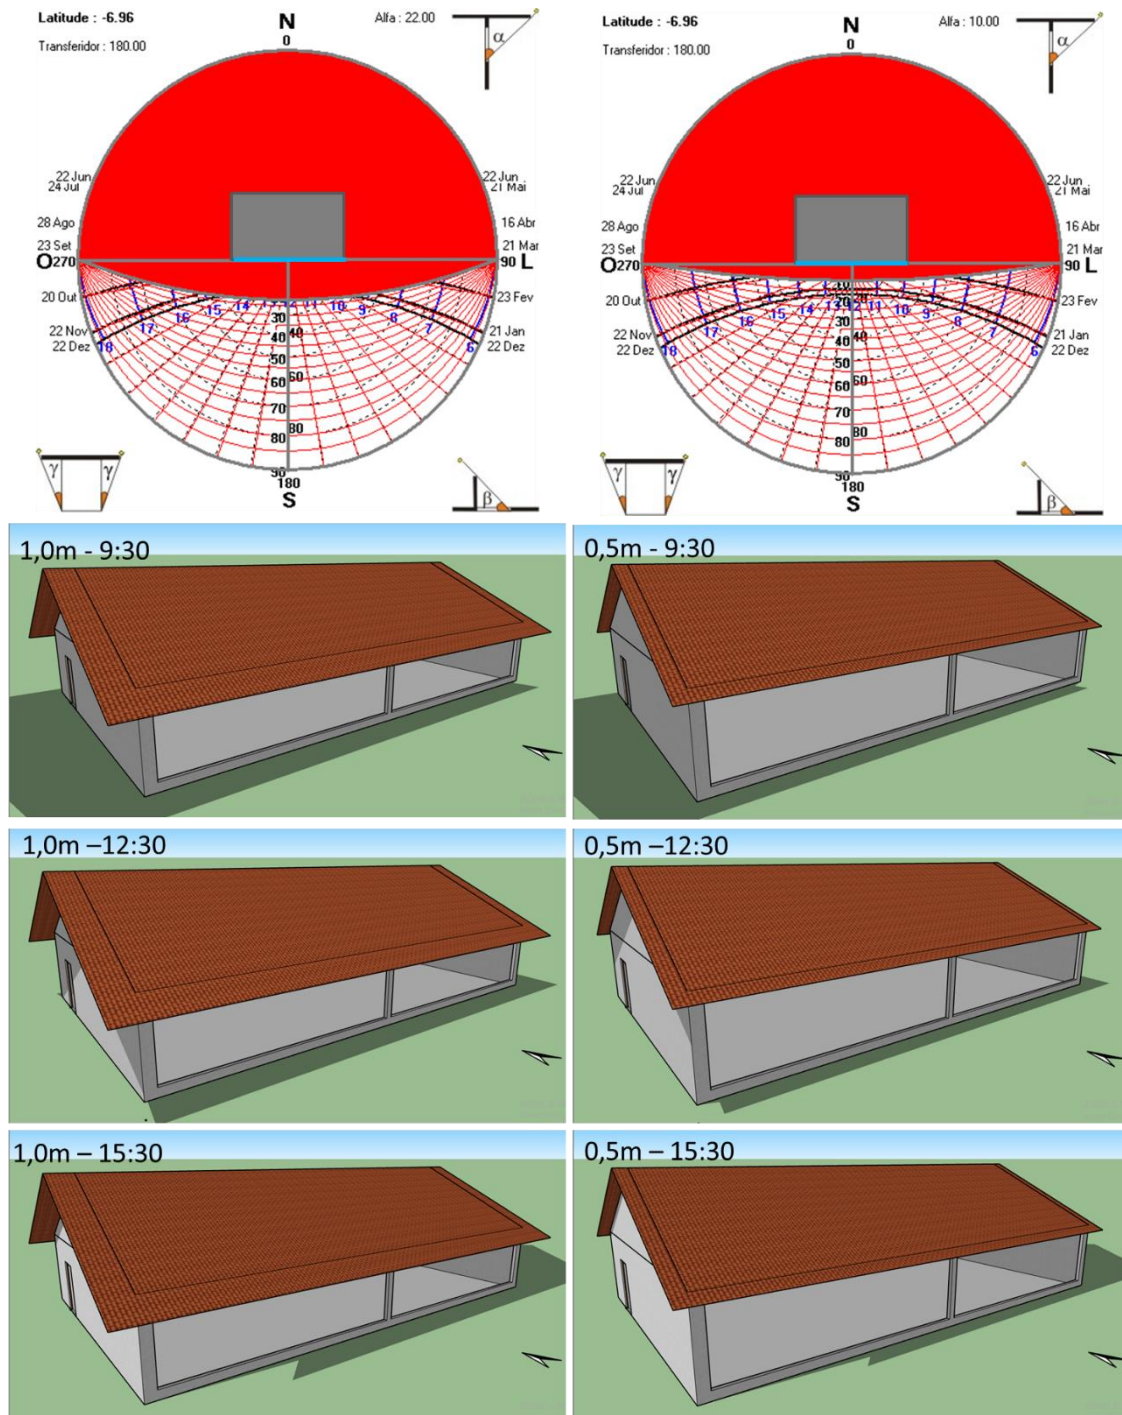 Latitude : -6.96
Alfa : 22.00
Transferidor : 180.00
α
N
0
22 Jun
24 Jul
28 Ago
23 Set
O 270
20 Out
22 Nov
22 Dez
22 Jun
21 Mai
16 Abr
21 Mar
90 L
23 Fev
21 Jan
22 Dez
18 17 16 15 14 10 9 8 7 6
30
40
50
60
70
80
90
40
60
80
180
S
γ γ
β
Latitude : -6.96
Alfa : 10.00
Transferidor : 180.00
α
N
0
22 Jun
24 Jul
28 Ago
23 Set
O 270
20 Out
22 Nov
22 Dez
22 Jun
21 Mai
16 Abr
21 Mar
90 L
23 Fev
21 Jan
22 Dez
18 17 16 15 14 13 12 11 10 9 8 7 6
10
20
30
40
50
60
70
80
90
40
60
80
180
S
γ γ
β
1,0m - 9:30
0,5m - 9:30
1,0m –12:30
0,5m –12:30
1,0m – 15:30
0,5m – 15:30